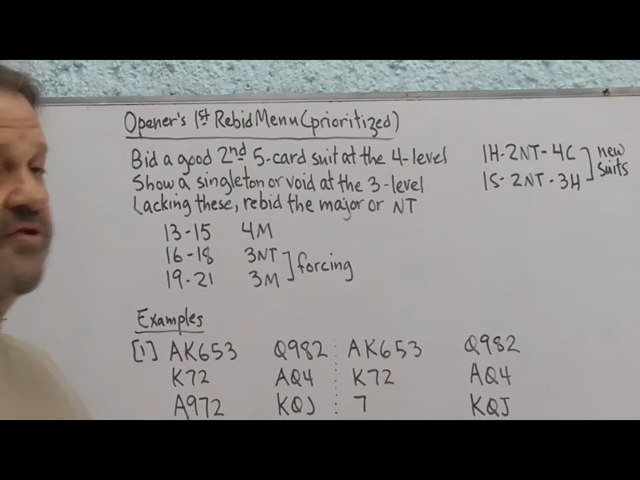 Opener's 1st Rebid Menu (prioritized)
Bid a good 2nd 5-card suit at the 4-level
Show a singleton or void at the 3-level
Lacking these, rebid the major or NT
1H-2NT-4C
1S-2NT-3H
] new suits
13-15 4M
16-18 3NT
19-21 3M
] forcing
Examples
[1] AK653 Q982 AK653 Q982
K72 AQ4 K72 AQ4
A972 KQJ 7 KQJ